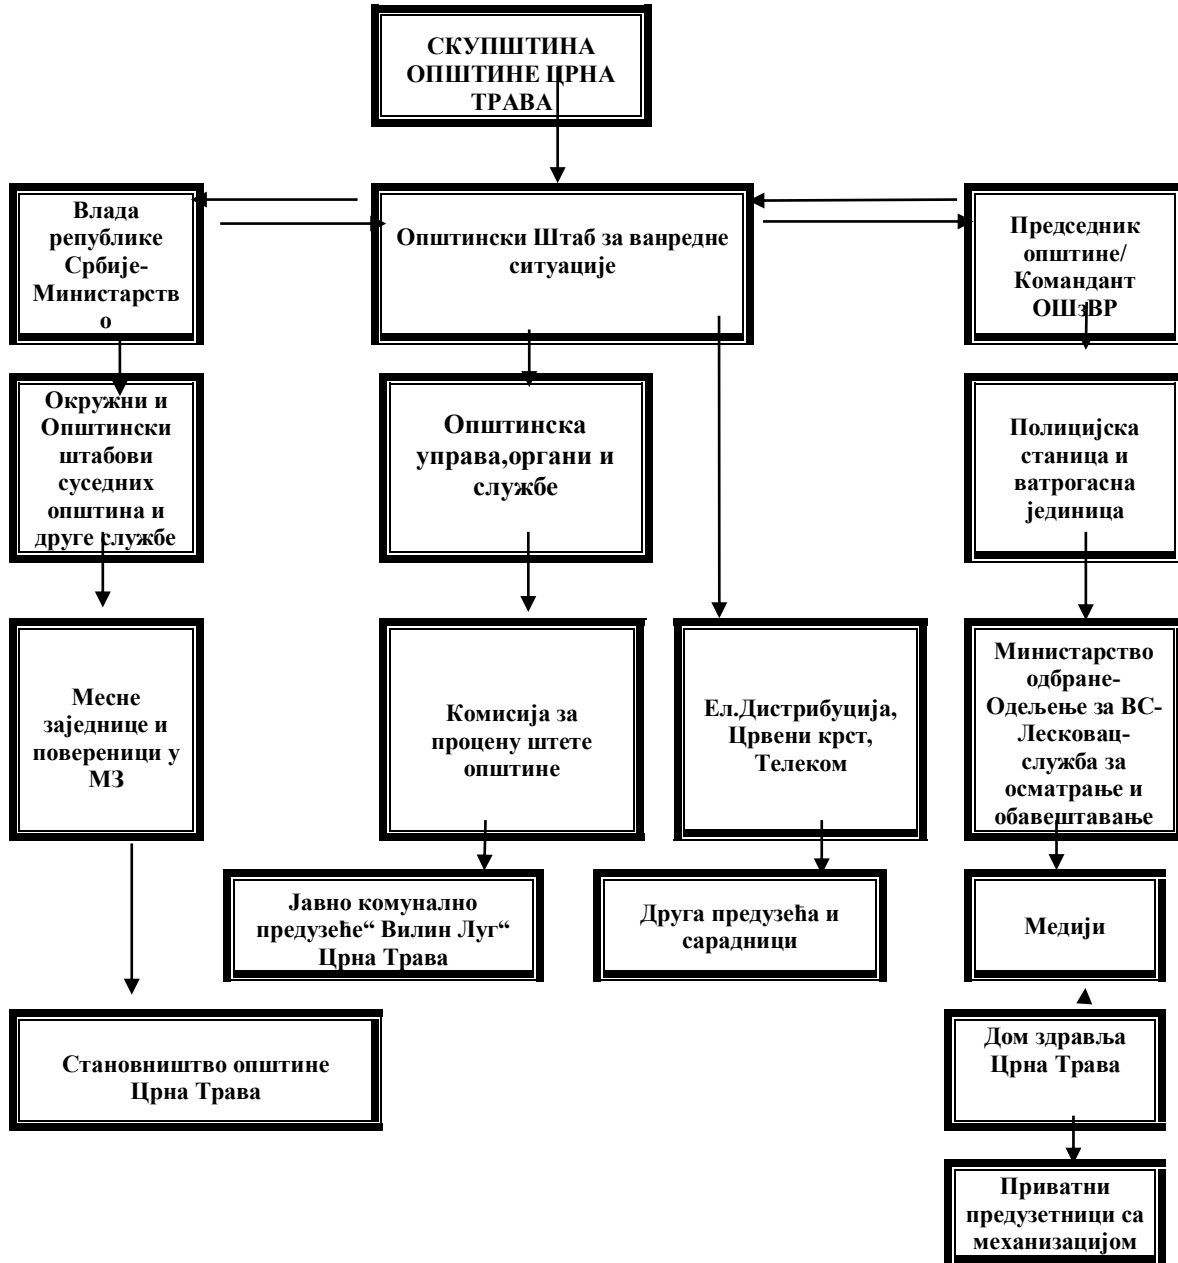 СКУПШТИНА
ОПШТИНЕ ЦРНА
ТРАВА
Влада
републике
Србије-
Министарств
о
Општински Штаб за ванредне
ситуације
Председник
општине/
Командант
ОШзВР
Окружни и
Општински
штабови
суседних
општина и
друге службе
Општинска
управа,органи и
службе
Полицијска
станица и
ватрогасна
јединица
Месне
заједнице и
повереници у
МЗ
Комисија за
процену штете
општине
Ел.Дистрибуција,
Црвени крст,
Телеком
Министарство
одбране-
Одељење за ВС-
Лесковац-
служба за
осматрање и
обавештавање
Јавно комунално
предузеће“ Вилин Луг“
Црна Трава
Друга предузећа и
сарадници
Медији
Становништво општине
Црна Трава
Дом здравља
Црна Трава
Приватни
предузетници са
механизацијом